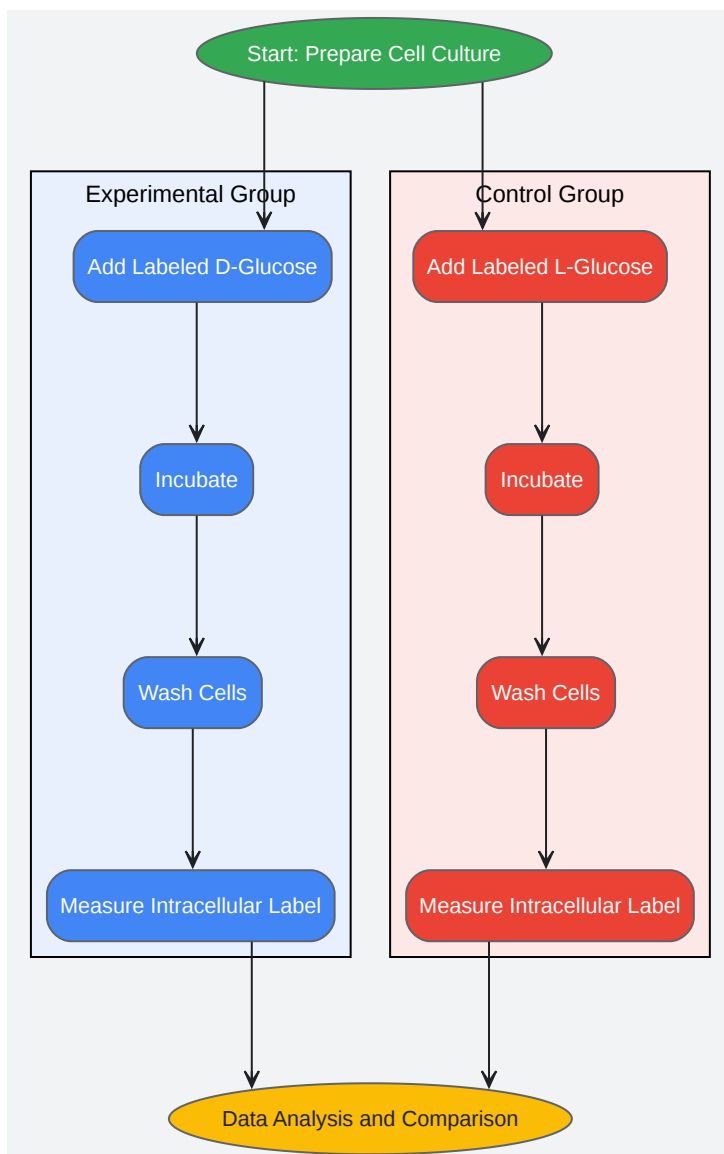 Start: Prepare Cell Culture
Experimental Group
Add Labeled D-Glucose
Incubate
Wash Cells
Measure Intracellular Label
Control Group
Add Labeled L-Glucose
Incubate
Wash Cells
Measure Intracellular Label
Data Analysis and Comparison